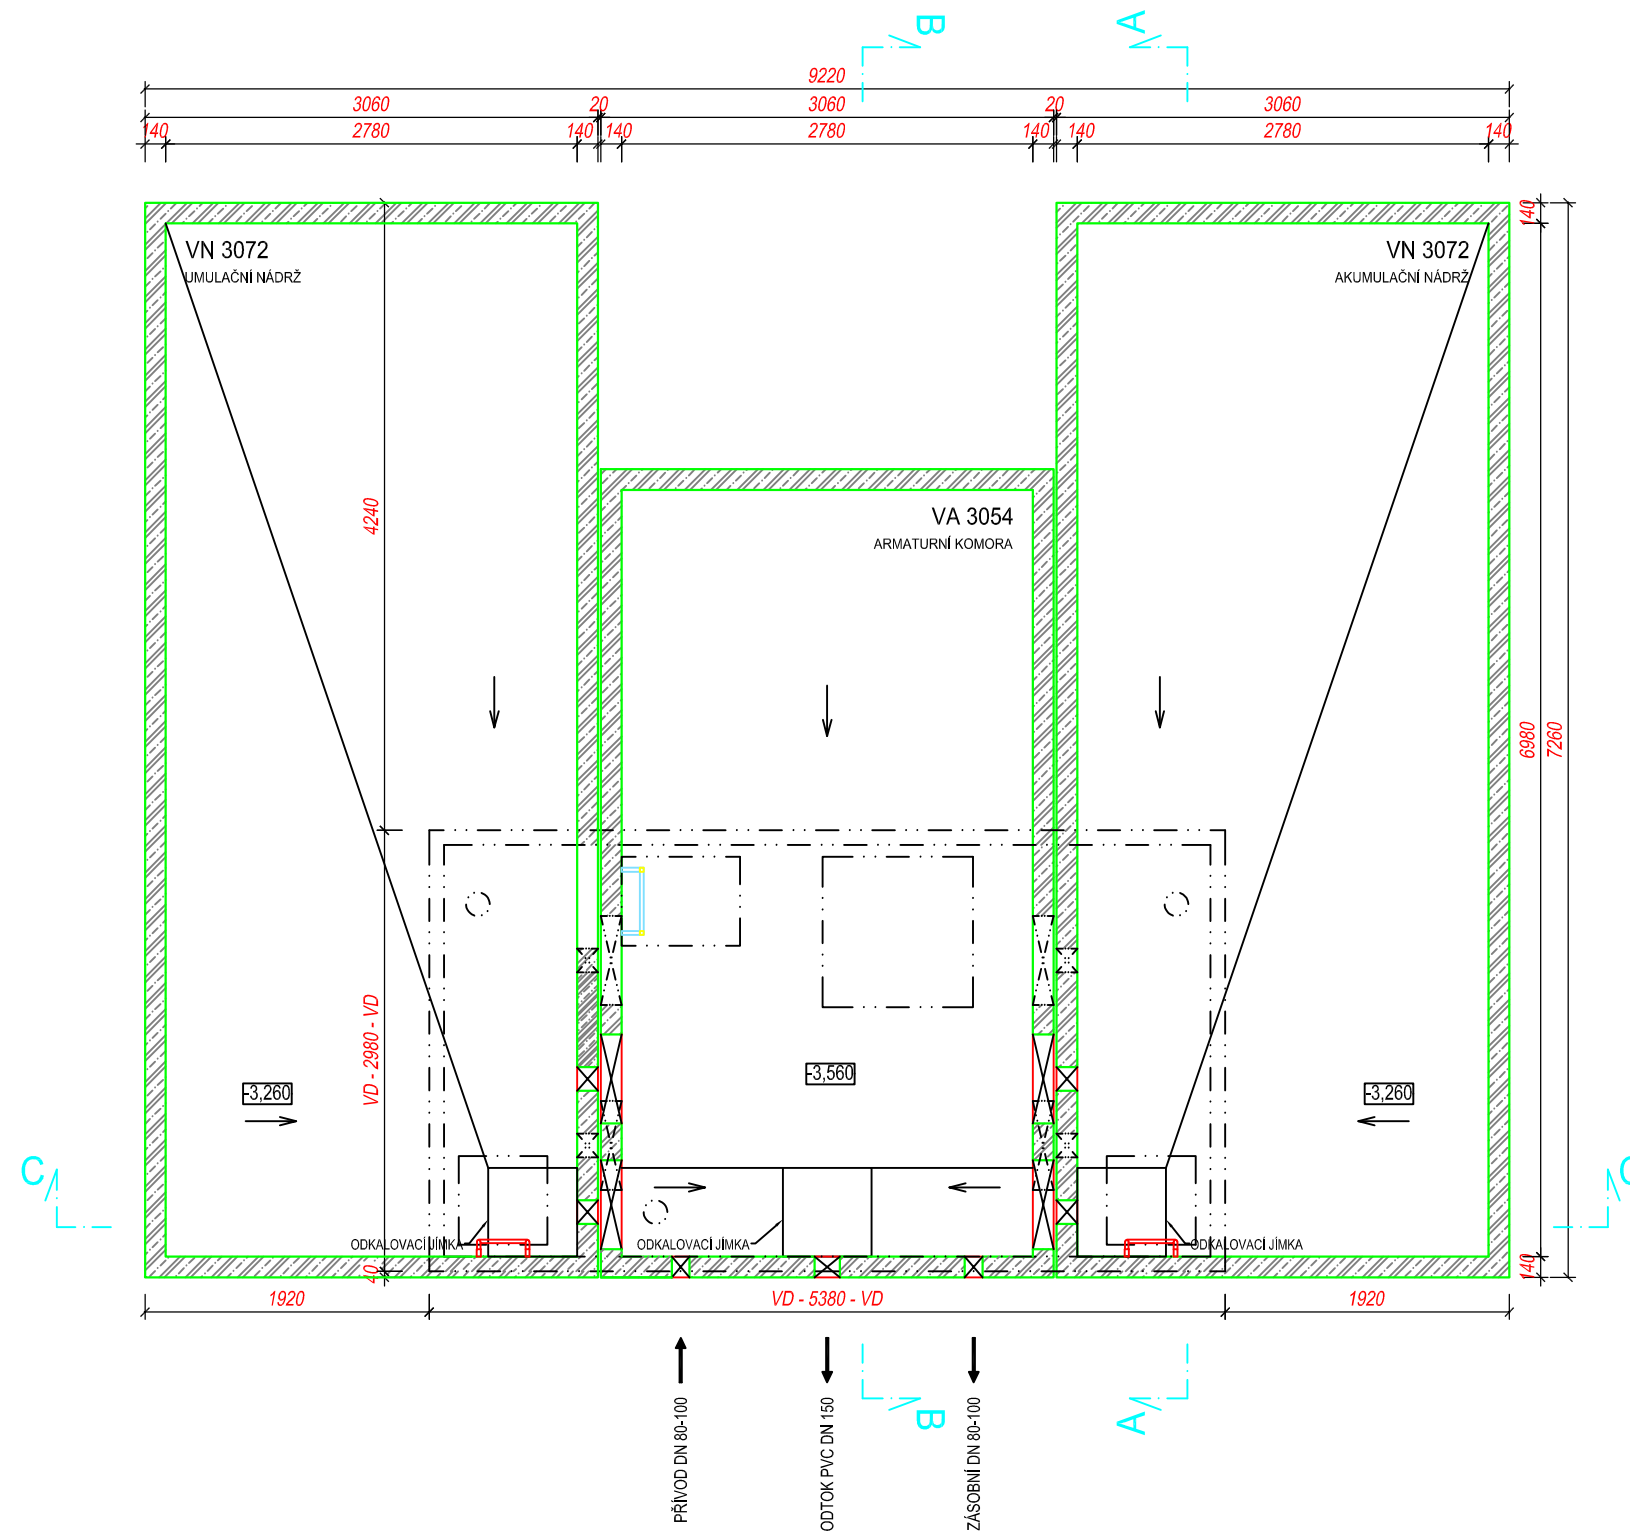 B
A
9220
3060
20
3060
20
3060
140
2780
140
140
2780
140
140
2780
140
VN 3072
UMULAČNÍ NÁDRŽ
VN 3072
AKUMULAČNÍ NÁDRŽ
140
4240
VA 3054
ARMATURNÍ KOMORA
6980
7260
VD - 2980 - VD
-3,260
-3,560
-3,260
C
C
ODKALOVACÍ JÍMKA
ODKALOVACÍ JÍMKA
ODKALOVACÍ JÍMKA
40
140
1920
VD - 5380 - VD
1920
PŘÍVOD DN 80-100
ODTOK PVC DN 150
ZÁSOBNÍ DN 80-100
B
A